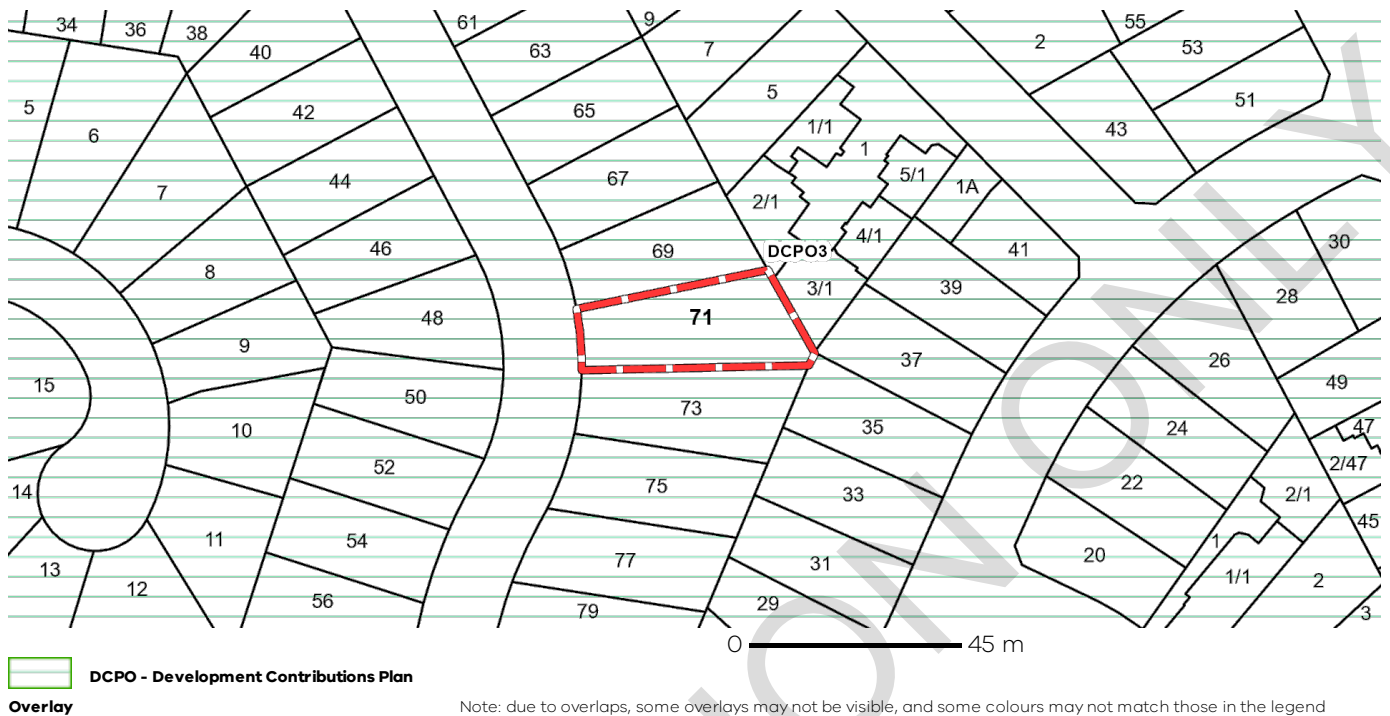 34 36 38 61 9 55
40 63 7 2 53
5 6 42 65 5 1/1 43 51
7 44 67 2/1 1 5/1 1A
8 46 69 DCPO3 4/1 41 30
48 71 3/1 39 28
15 9 50 37 26 49
10 73 35 24 47
14 52 75 33 22 2/1 2/47
11 54 77 31 20 1 45
13 12 56 79 29 1/1 2 3
0 45 m
DCPO - Development Contributions Plan
Overlay
Note: due to overlaps, some overlays may not be visible, and some colours may not match those in the legend
ON ONLY